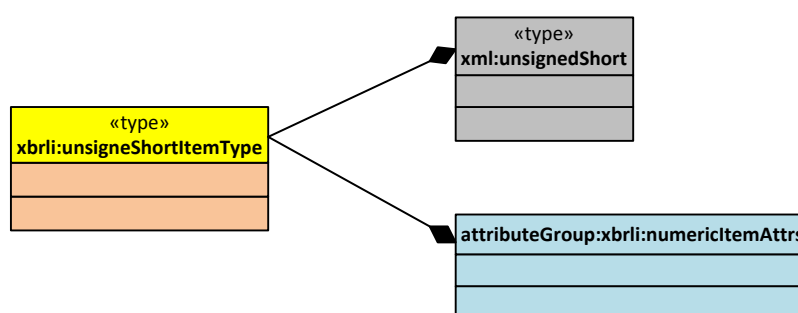 «type»
xml:unsignedShort
«type»
xbrli:unsigneShortItemType
attributeGroup:xbrli:numericItemAttrs